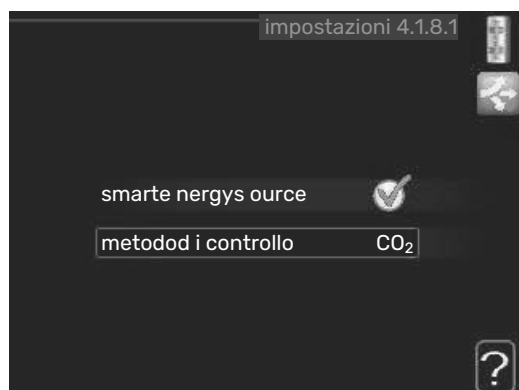 impostazioni 4.1.8.1
smarte nergys ource
metodod i controllo CO₂
?